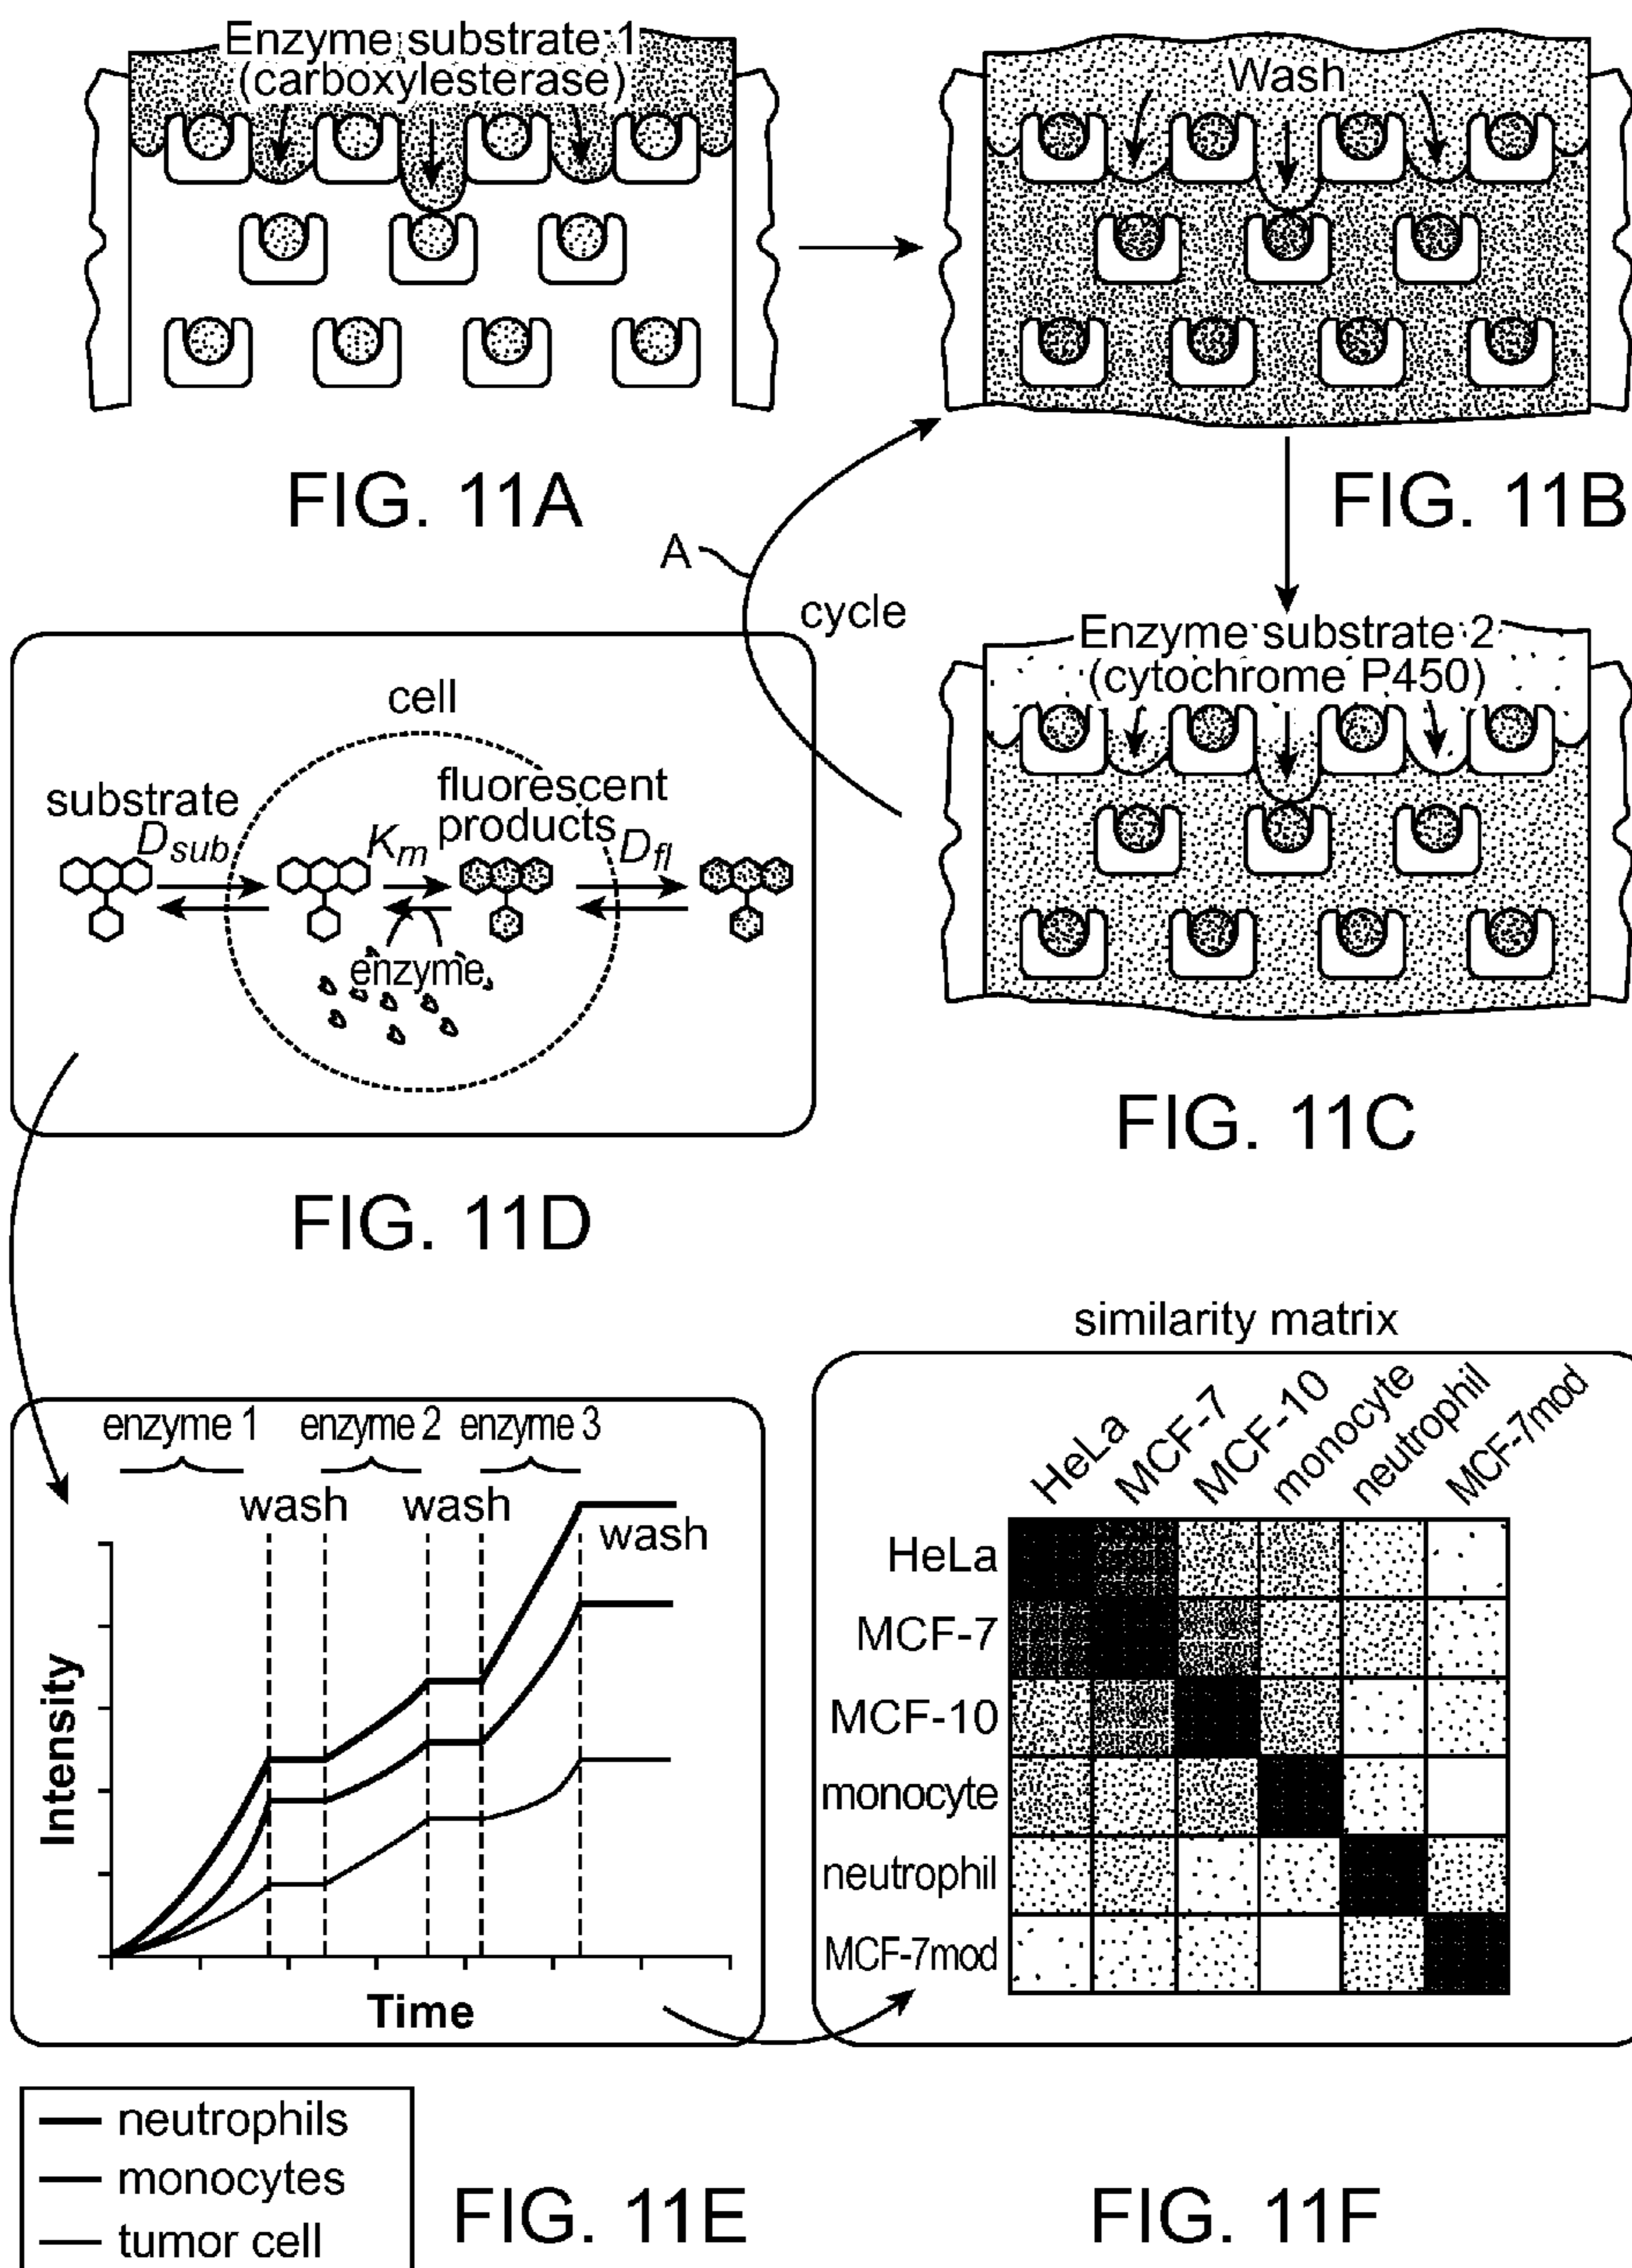 Enzyme substrate 1
(carboxylesterase)
Wash
FIG. 11A
FIG. 11B
A
cycle
Enzyme substrate 2
(cytochrome P450)
cell
substrate
fluorescent
products
Dsub
Km
Dfl
enzyme
FIG. 11C
FIG. 11D
similarity matrix
enzyme 1 enzyme 2 enzyme 3
wash wash
wash
Intensity
Time
HeLa MCF-7 MCF-10 monocyte neutrophil MCF-7mod
HeLa
MCF-7
MCF-10
monocyte
neutrophil
MCF-7mod
neutrophils
monocytes
tumor cell
FIG. 11E
FIG. 11F